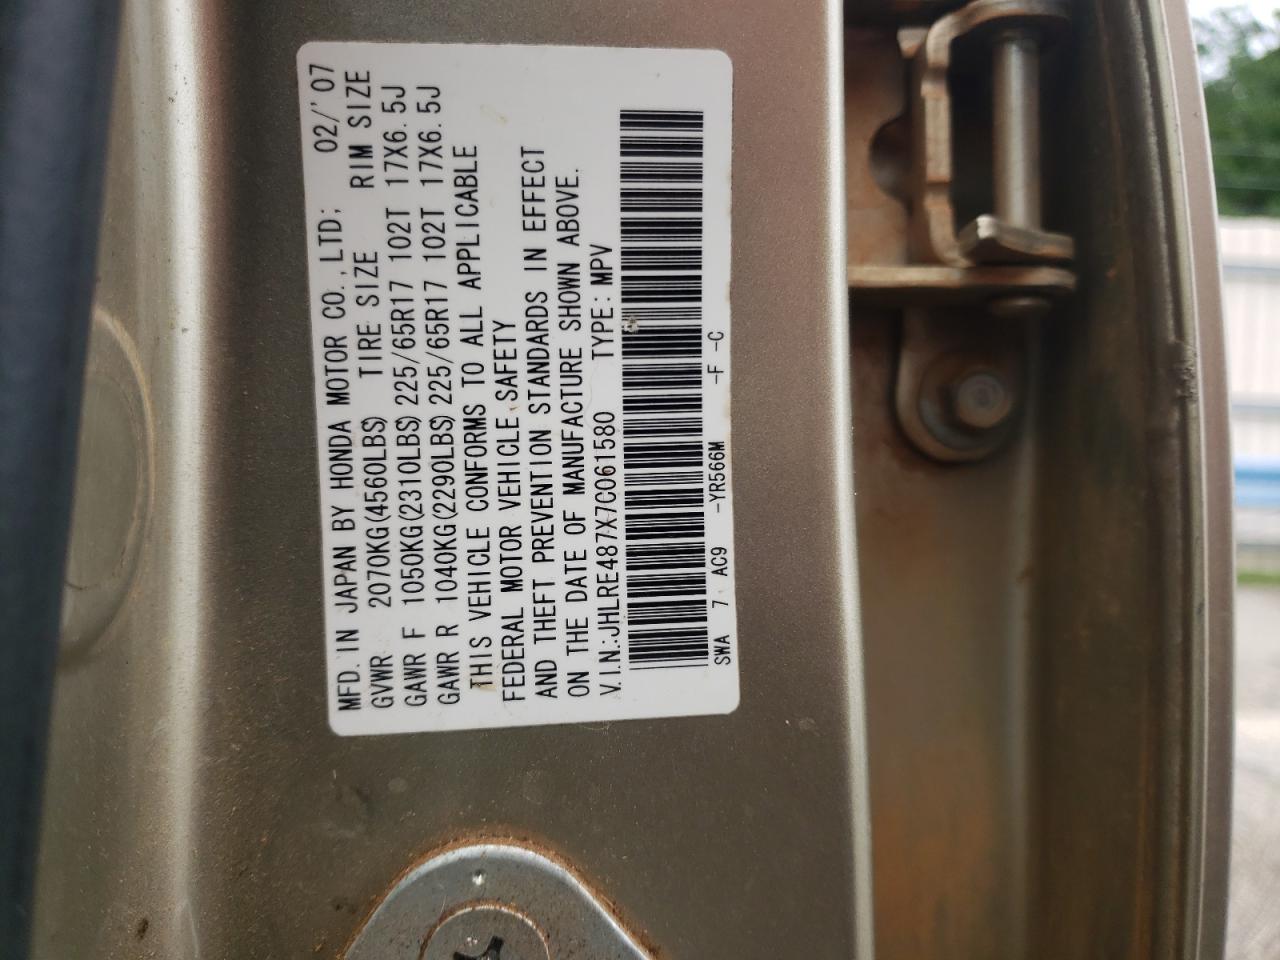 MFD. IN JAPAN BY HONDA MOTOR CO., LTD; 02/'07
GVWR 2070KG(4560LBS) TIRE SIZE RIM SIZE
GAWR F 1050KG(2310LBS) 225/65R17 102T 17X6.5J
GAWR R 1040KG(2290LBS) 225/65R17 102T 17X6.5J
THIS VEHICLE CONFORMS TO ALL APPLICABLE
FEDERAL MOTOR VEHICLE SAFETY
AND THEFT PREVENTION STANDARDS IN EFFECT
ON THE DATE OF MANUFACTURE SHOWN ABOVE.
V.I.N.:JHLRE487X7C061580 TYPE:MPV
SWA 7 AC9 -YR566M -F -C